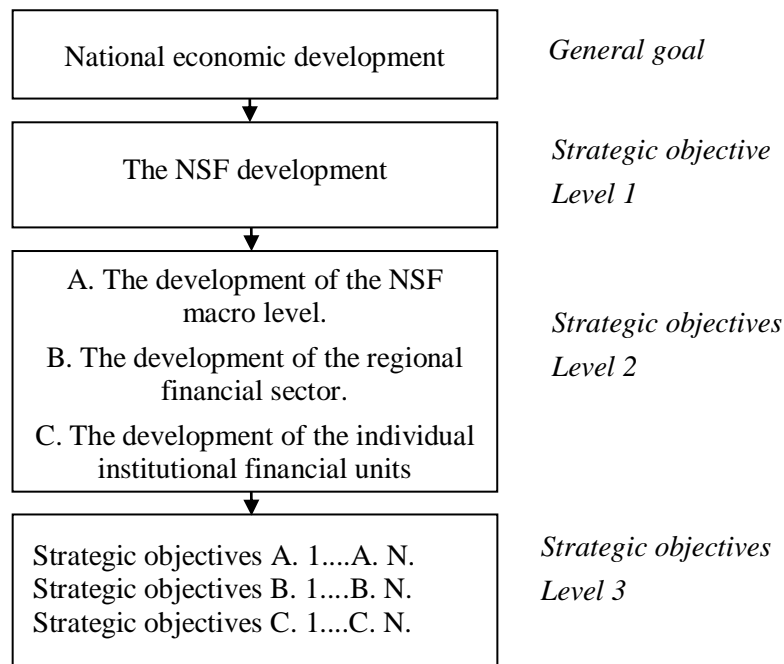 National economic development
General goal
The NSF development
Strategic objective
Level 1
A. The development of the NSF
macro level.
B. The development of the regional
financial sector.
C. The development of the individual
institutional financial units
Strategic objectives
Level 2
Strategic objectives A. 1....A. N.
Strategic objectives B. 1....B. N.
Strategic objectives C. 1....C. N.
Strategic objectives
Level 3